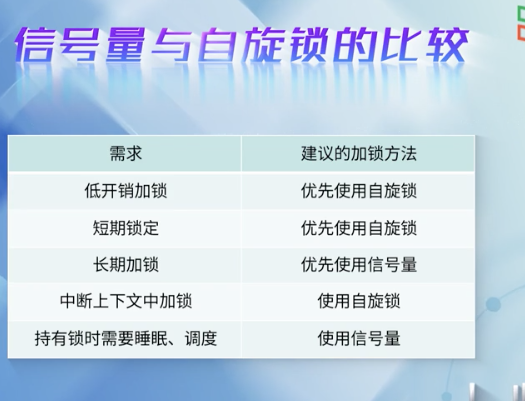 信号量与自旋锁的比较
需求 建议的加锁方法
低开销加锁 优先使用自旋锁
短期锁定 优先使用自旋锁
长期加锁 优先使用信号量
中断上下文中加锁 使用自旋锁
持有锁时需要睡眠、调度 使用信号量